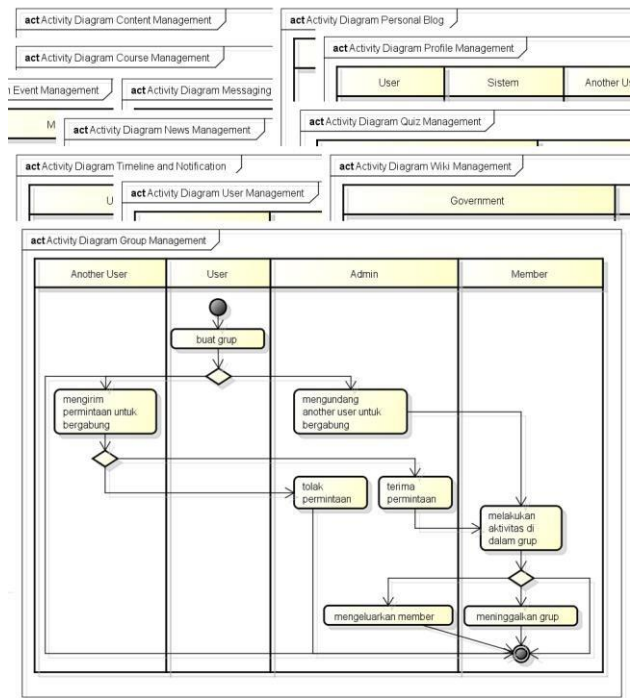 act Activity Diagram Content Management
act Activity Diagram Personal Blog
act Activity Diagram Course Management
act Activity Diagram Profile Management
User
Sistem
Another Us
n Event Management
act Activity Diagram Messaging
M
act Activity Diagram News Management
act Activity Diagram Quiz Management
act Activity Diagram Timeline and Notification
act Activity Diagram Wiki Management
U
act Activity Diagram User Management
Government
act Activity Diagram Group Management
Another User
User
Admin
Member
buat grup
mengirim
permintaan untuk
bergabung
mengundang
another user untuk
bergabung
tolak
permintaan
terima
permintaan
melakukan
aktivitas di
dalam grup
mengeluarkan member
meninggalkan grup